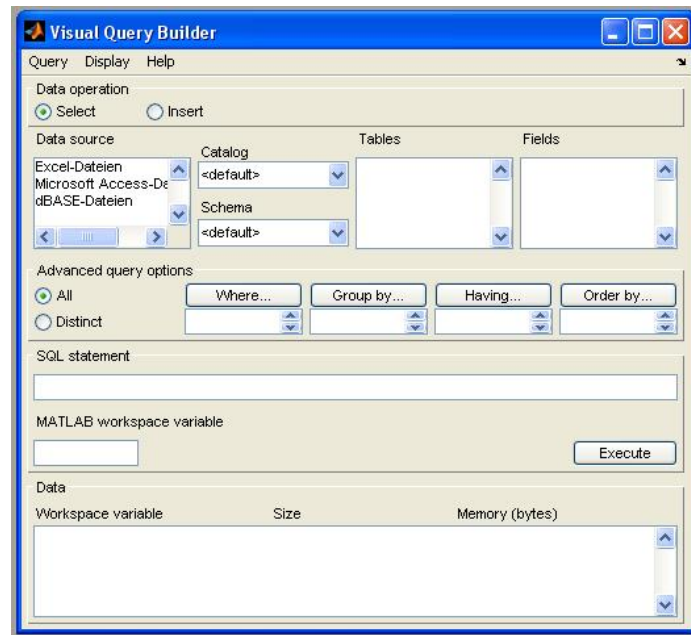 Visual Query Builder
Query Display Help
Data operation
Select Insert
Data source
Excel-Dateien
Microsoft Access-Da
dBASE-Dateien
Catalog
<default>
Schema
<default>
Tables
Fields
Advanced query options
All
Distinct
Where... Group by... Having... Order by...
SQL statement
MATLAB workspace variable
Execute
Data
Workspace variable Size Memory (bytes)